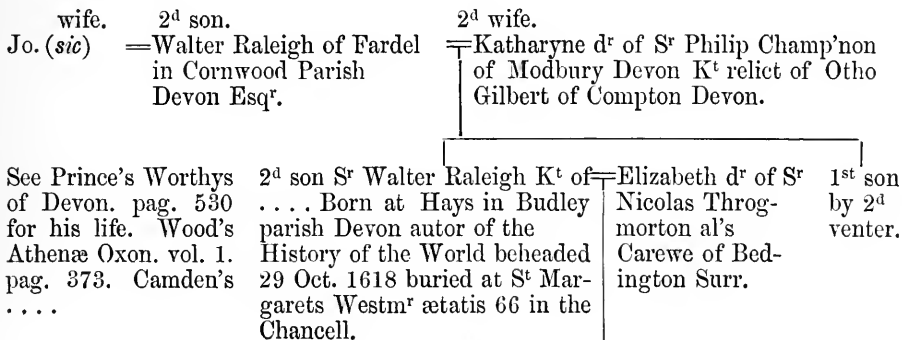 wife. 2ᵈ son. 2ᵈ wife.
Jo. (sic) =Walter Raleigh of Fardel =Katharyne dʳ of Sʳ Philip Champ'non
in Cornwood Parish of Modbury Devon Kᵗ relict of Otho
Devon Esqʳ. Gilbert of Compton Devon.
See Prince's Worthys 2ᵈ son Sʳ Walter Raleigh Kᵗ of=Elizabeth dʳ of Sʳ 1ˢᵗ son
of Devon. pag. 530 . . . . Born at Hays in Budley Nicolas Throg- by 2ᵈ
for his life. Wood's parish Devon autor of the morton al's venter.
Athenæ Oxon. vol. 1. History of the World beheaded Carewe of Bed-
pag. 373. Camden's 29 Oct. 1618 buried at Sᵗ Mar- ington Surr.
. . . . garets Westmʳ ætatis 66 in the
Chancell.